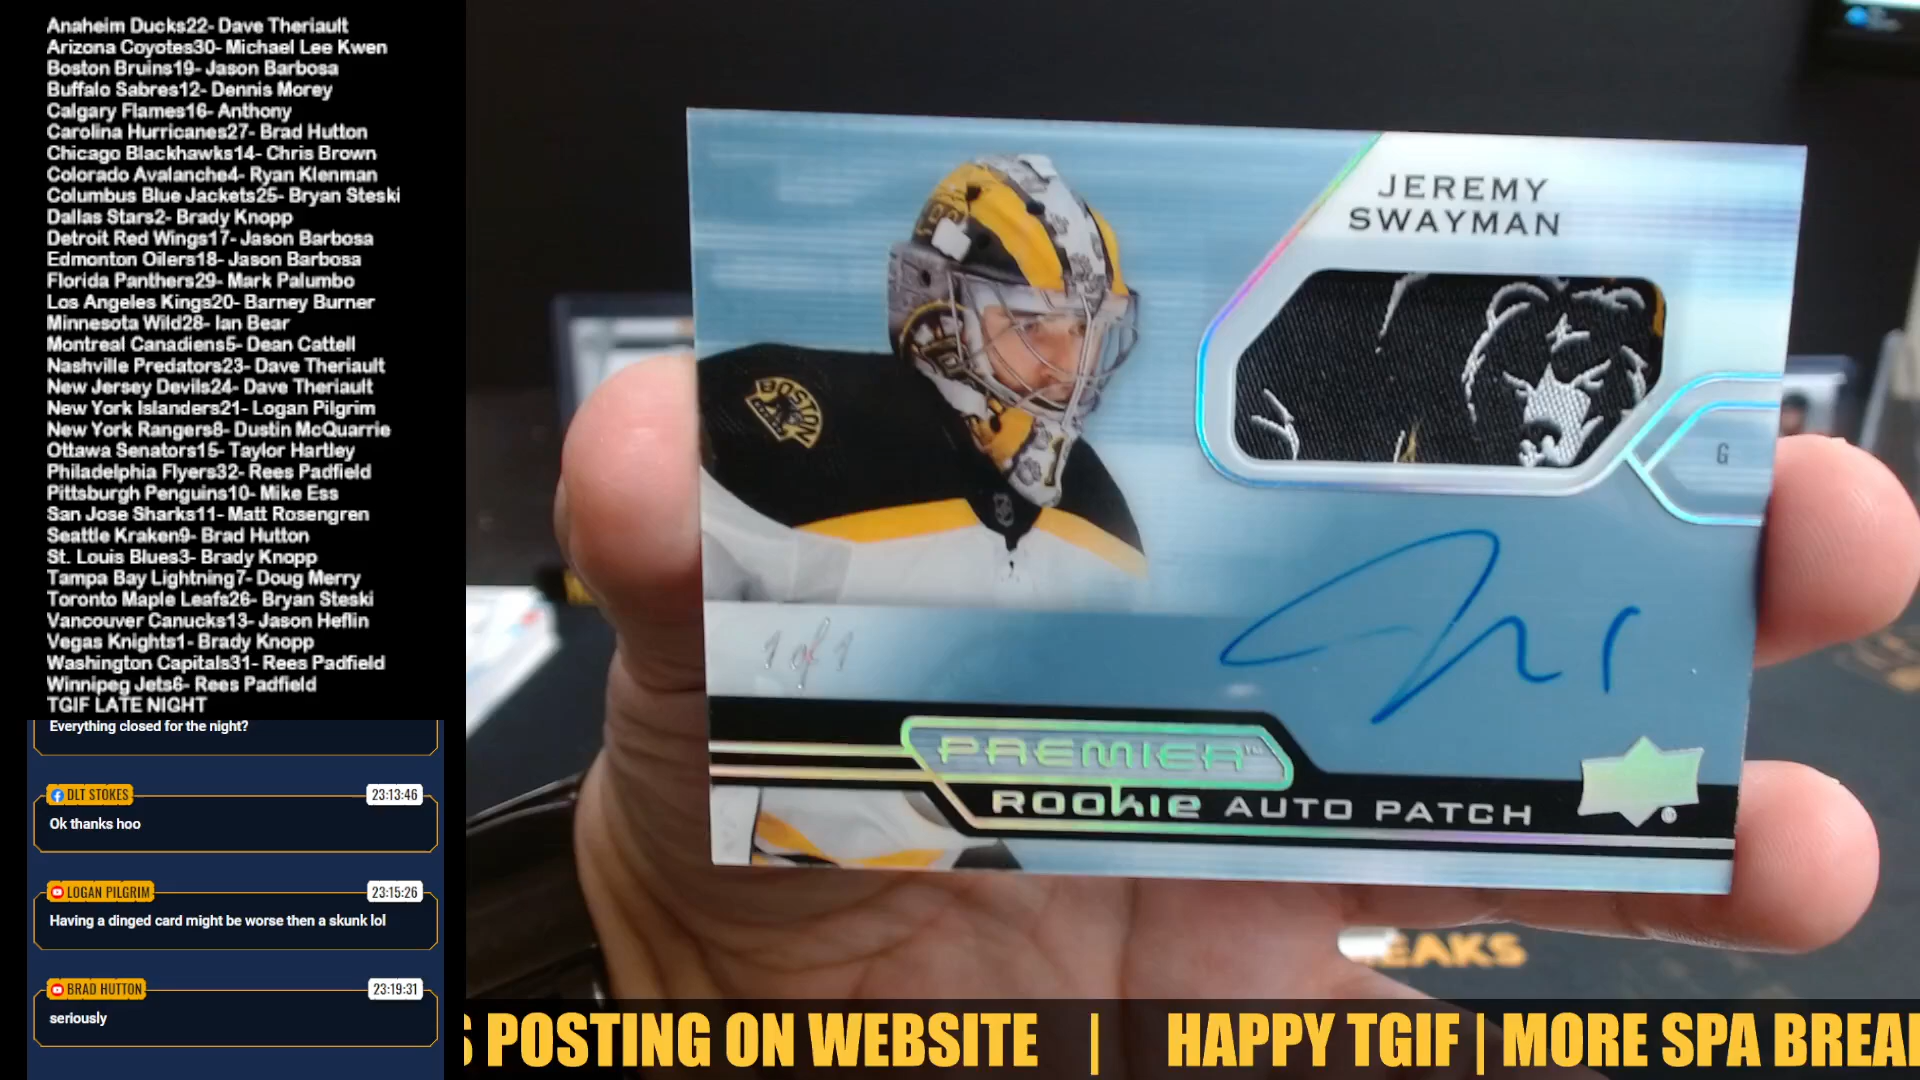 Anaheim Ducks22- Dave Theriault
Arizona Coyotes30- Michael Lee Kwen
Boston Bruins19- Jason Barbosa
Buffalo Sabres12- Dennis Morey
Calgary Flames16- Anthony
Carolina Hurricanes27- Brad Hutton
Chicago Blackhawks14- Chris Brown
Colorado Avalanche4- Ryan Klenman
Columbus Blue Jackets25- Bryan Steski
Dallas Stars2- Brady Knopp
Detroit Red Wings17- Jason Barbosa
Edmonton Oilers18- Jason Barbosa
Florida Panthers29- Mark Palumbo
Los Angeles Kings20- Barney Burner
Minnesota Wild28- Ian Bear
Montreal Canadiens5- Dean Cattell
Nashville Predators23- Dave Theriault
New Jersey Devils24- Dave Theriault
New York Islanders21- Logan Pilgrim
New York Rangers8- Dustin McQuarrie
Ottawa Senators15- Taylor Hartley
Philadelphia Flyers32- Rees Padfield
Pittsburgh Penguins10- Mike Ess
San Jose Sharks11- Matt Rosengren
Seattle Kraken9- Brad Hutton
St. Louis Blues3- Brady Knopp
Tampa Bay Lightning7- Doug Merry
Toronto Maple Leafs26- Bryan Steski
Vancouver Canucks13- Jason Heflin
Vegas Knights1- Brady Knopp
Washington Capitals31- Rees Padfield
Winnipeg Jets6- Rees Padfield
TGIF LATE NIGHT
Everything closed for the night?
DLT STOKES 23:13:46
Ok thanks hoo
LOGAN PILGRIM 23:15:26
Having a dinged card might be worse then a skunk lol
BRAD HUTTON 23:19:31
seriously
JEREMY
SWAYMAN
G
BOSTON
1 of 1
PREMIER™
ROOKIE AUTO PATCH
EAKS
S POSTING ON WEBSITE | HAPPY TGIF | MORE SPA BREA